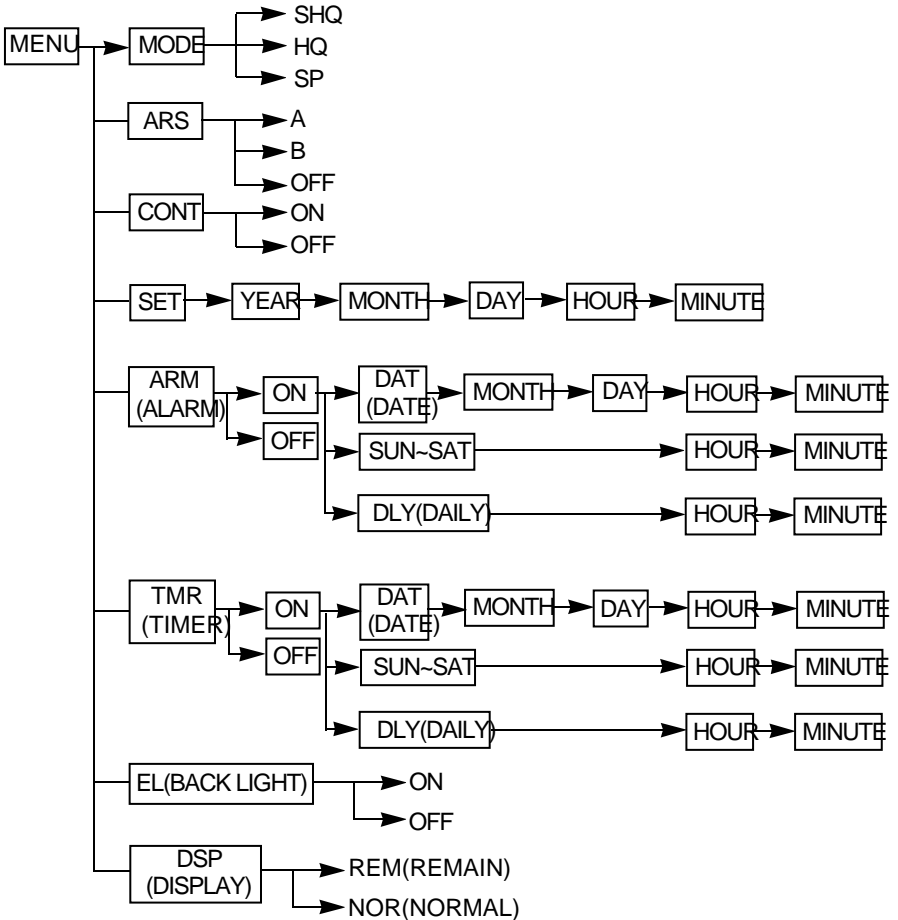 SHQ
MENU MODE HQ
SP
ARS A
B
OFF
CONT ON
OFF
SET YEAR MONTH DAY HOUR MINUTE
ARM
(ALARM)
ON DAT
(DATE)
MONTH DAY HOUR MINUTE
OFF SUN~SAT HOUR MINUTE
DLY(DAILY) HOUR MINUTE
TMR
(TIMER)
ON DAT
(DATE)
MONTH DAY HOUR MINUTE
OFF SUN~SAT HOUR MINUTE
DLY(DAILY) HOUR MINUTE
EL(BACK LIGHT) ON
OFF
DSP
(DISPLAY)
REM(REMAIN)
NOR(NORMAL)